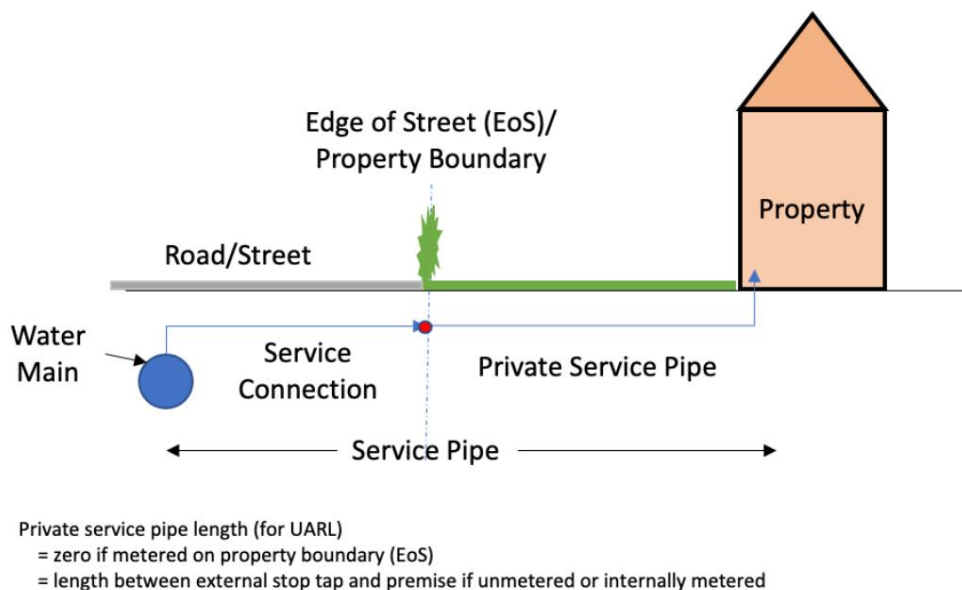 Edge of Street (EoS)/
Property Boundary
Property
Road/Street
Water
Main
Service
Connection
Private Service Pipe
Service Pipe
Private service pipe length (for UARL)
= zero if metered on property boundary (EoS)
= length between external stop tap and premise if unmetered or internally metered